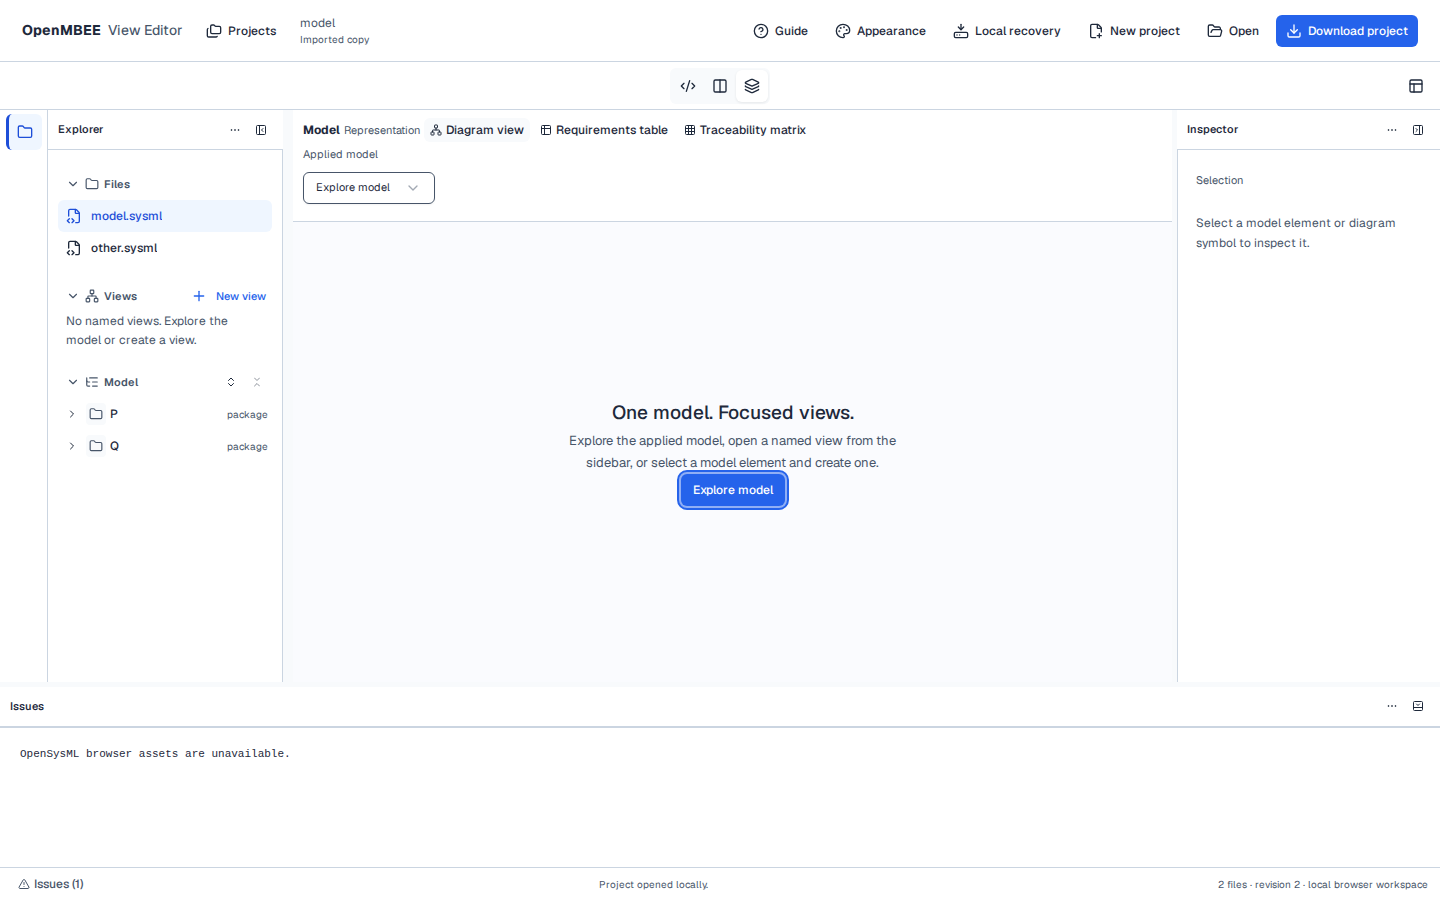 OpenMBEE View Editor
Projects
model
Imported copy
Guide
Appearance
Local recovery
New project
Open
Download project
Explorer
Files
model.sysml
other.sysml
Views
New view
No named views. Explore the
model or create a view.
Model
P package
Q package
Model Representation
Diagram view
Requirements table
Traceability matrix
Applied model
Explore model
One model. Focused views.
Explore the applied model, open a named view from the
sidebar, or select a model element and create one.
Explore model
Inspector
Selection
Select a model element or diagram
symbol to inspect it.
Issues
OpenSysML browser assets are unavailable.
Issues (1)
Project opened locally.
2 files · revision 2 · local browser workspace